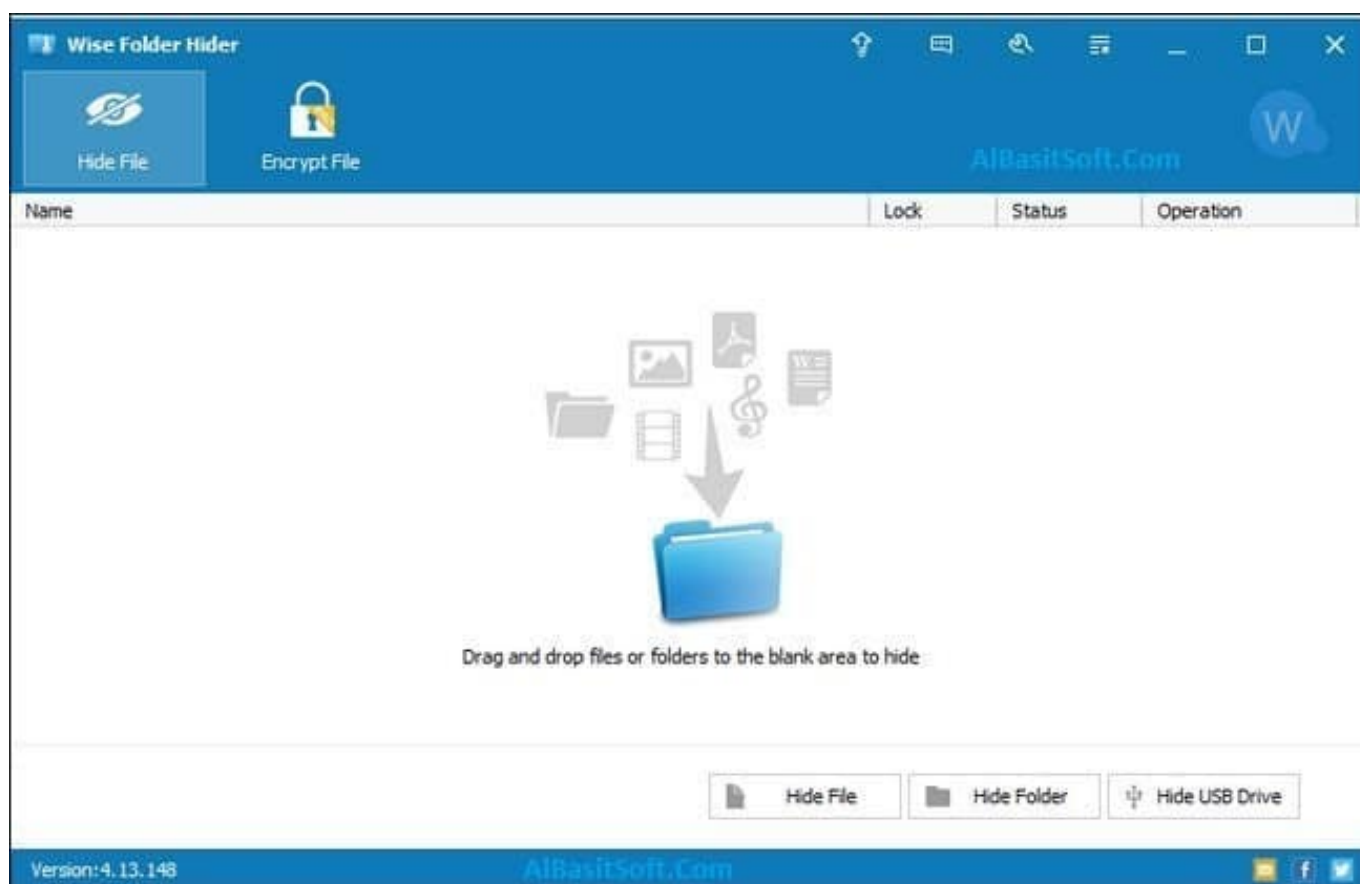 Wise Folder Hider
W
Hide File
Encrypt File
AlBasitSoft.Com
Name Lock Status Operation
W
Drag and drop files or folders to the blank area to hide
Hide File Hide Folder Hide USB Drive
Version:4.13.148 AlBasitSoft.Com f